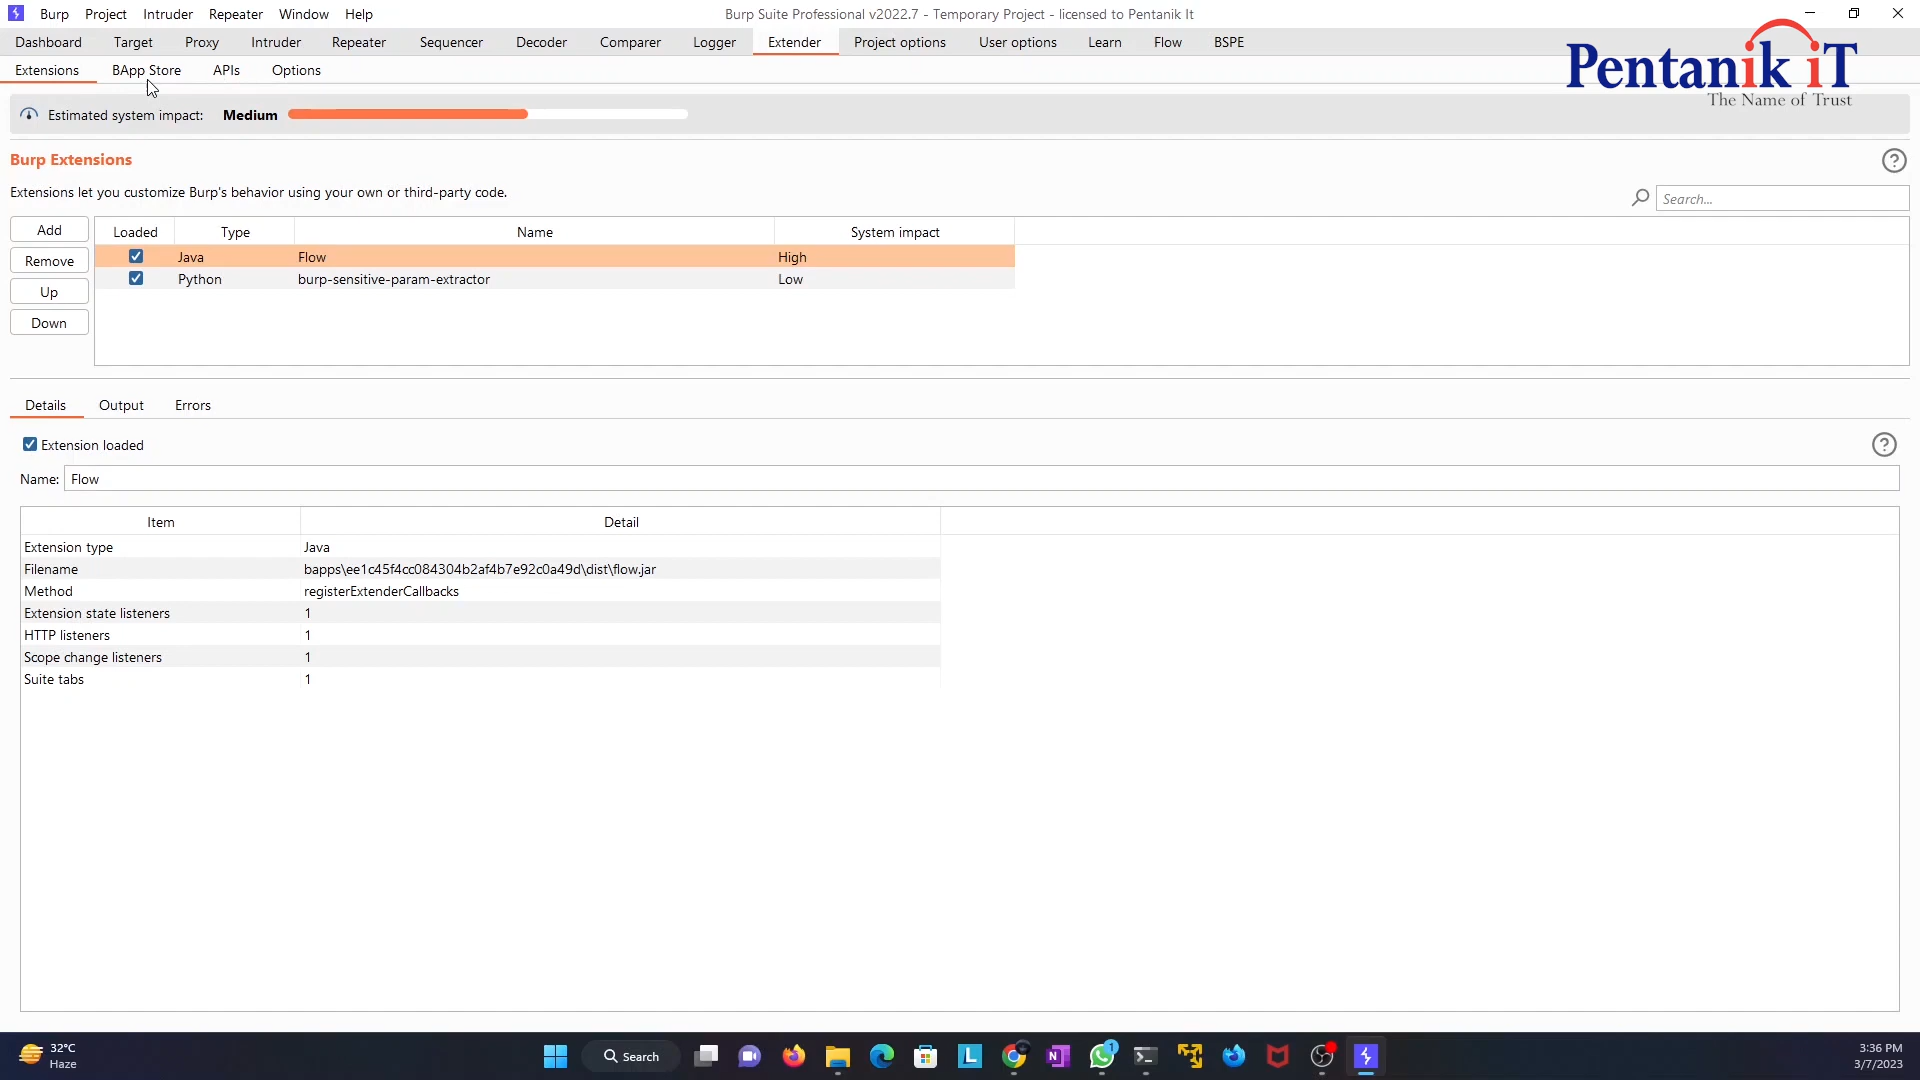 Burp Project Intruder Repeater Window Help
Burp Suite Professional v2022.7 - Temporary Project - licensed to Pentanik It
Dashboard Target Proxy Intruder Repeater Sequencer Decoder Comparer Logger Extender Project options User options Learn Flow BSPE
Pentanik iT
The Name of Trust
Extensions BApp Store APIs Options
Estimated system impact: Medium
Burp Extensions
Extensions let you customize Burp's behavior using your own or third-party code.
Search...
Add
Remove
Up
Down
Loaded Type Name System impact
Java Flow High
Python burp-sensitive-param-extractor Low
Details Output Errors
Extension loaded
Name: Flow
Item Detail
Extension type Java
Filename bapps\ee1c45f4cc084304b2af4b7e92c0a49d\dist\flow.jar
Method registerExtenderCallbacks
Extension state listeners 1
HTTP listeners 1
Scope change listeners 1
Suite tabs 1
32°C
Haze
Search
1
3:36 PM
3/7/2023